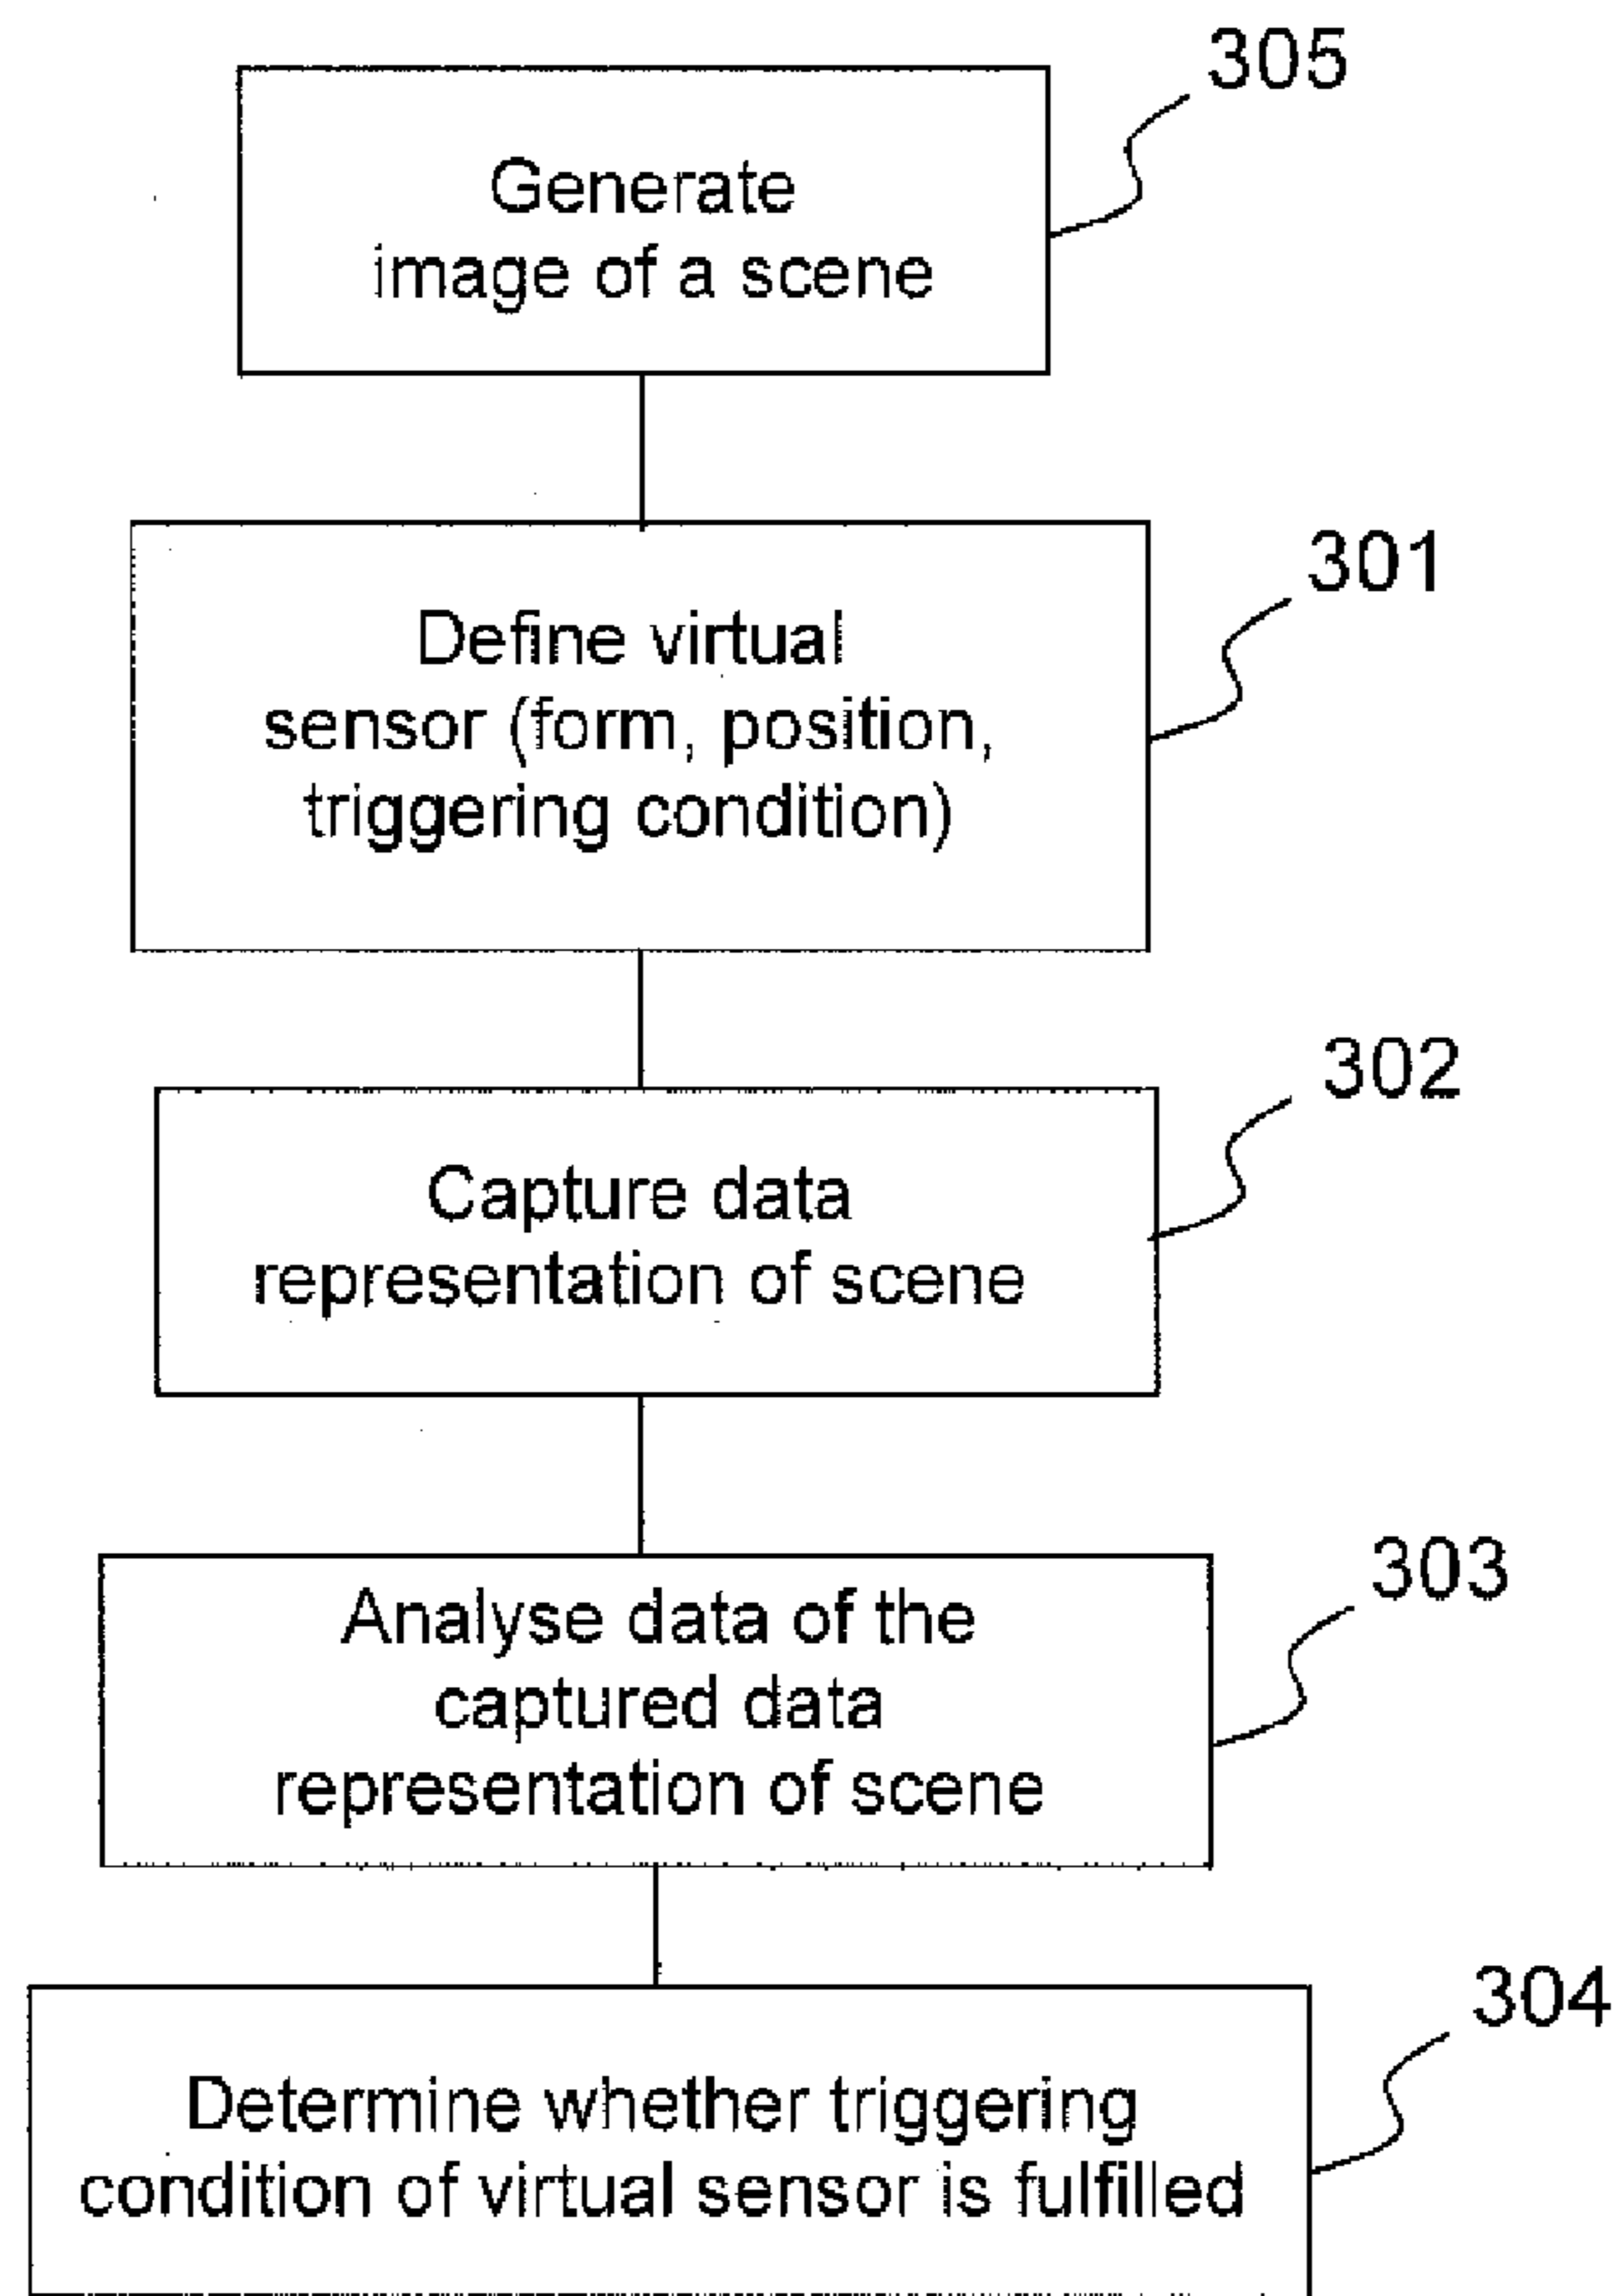 305
Generate
image of a scene
301
Define virtual
sensor (form, position,
triggering condition)
302
Capture data
representation of scene
303
Analyse data of the
captured data
representation of scene
304
Determine whether triggering
condition of virtual sensor is fulfilled